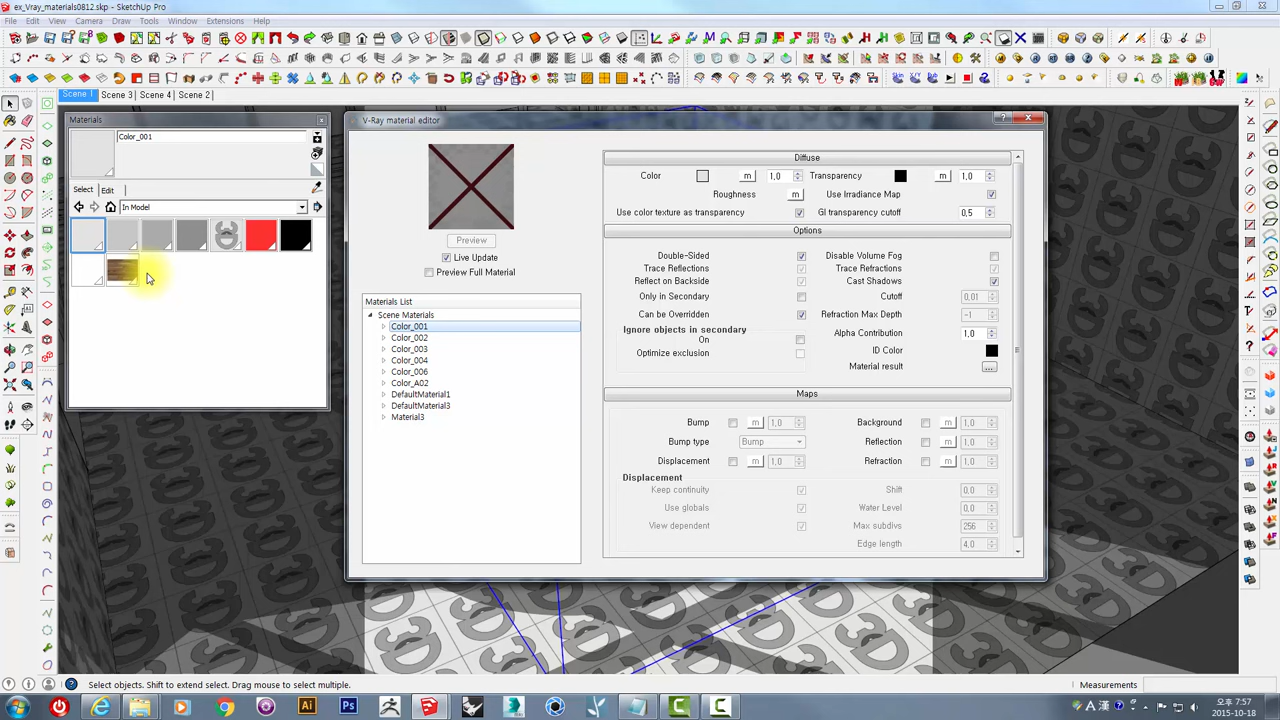 ex_Vray_materials0812.skp - SketchUp Pro
File Edit View Camera Draw Tools Window Extensions Help
Scene 1 Scene 3 Scene 4 Scene 2
Materials
Color_001
Select Edit
In Model
V-Ray material editor
Preview
Live Update
Preview Full Material
Materials List
Scene Materials
Color_001
Color_002
Color_003
Color_004
Color_006
Color_A02
DefaultMaterial1
DefaultMaterial3
Material3
Diffuse
Color m 1,0 Transparency m 1,0
Roughness m Use Irradiance Map
Use color texture as transparency GI transparency cutoff 0,5
Options
Double-Sided Disable Volume Fog
Trace Reflections Trace Refractions
Reflect on Backside Cast Shadows
Only in Secondary Cutoff 0,01
Can be Overridden Refraction Max Depth -1
Ignore objects in secondary
On Alpha Contribution 1,0
Optimize exclusion ID Color
Material result ...
Maps
Bump m 1,0 Background m 1,0
Bump type Bump Reflection m 1,0
Displacement m 1,0 Refraction m 1,0
Displacement
Keep continuity Shift 0,0
Use globals Water Level 0,0
View dependent Max subdivs 256
Edge length 4,0
Select objects. Shift to extend select. Drag mouse to select multiple.
Measurements
Ai Ps
A 漢
오후 7:57
2015-10-18